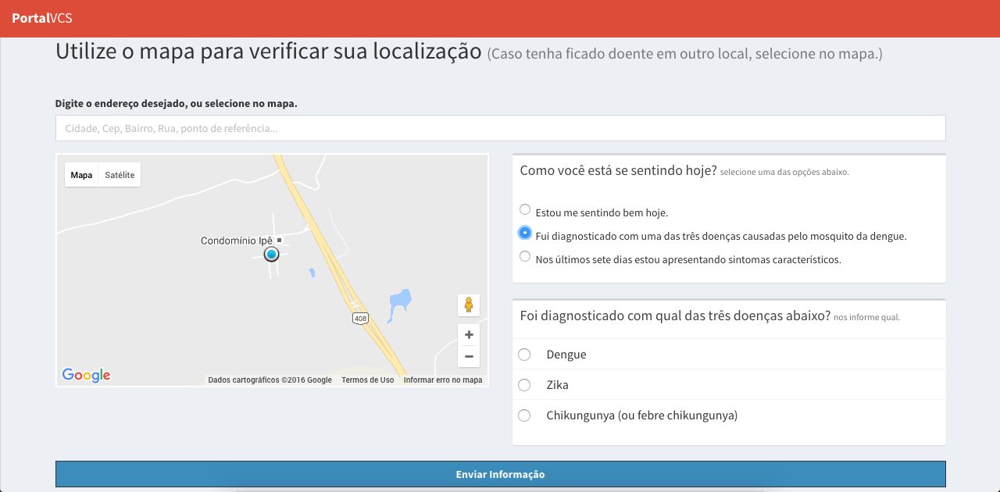 PortalVCS
Utilize o mapa para verificar sua localização (Caso tenha ficado doente em outro local, selecione no mapa.)
Digite o endereço desejado, ou selecione no mapa.
Cidade, Cep, Bairro, Rua, ponto de referência...
Mapa Satélite
Condomínio Ipê
408
+
−
Google
Dados cartográficos ©2016 Google Termos de Uso Informar erro no mapa
Como você está se sentindo hoje? selecione uma das opções abaixo.
Estou me sentindo bem hoje.
Fui diagnosticado com uma das três doenças causadas pelo mosquito da dengue.
Nos últimos sete dias estou apresentando sintomas característicos.
Foi diagnosticado com qual das três doenças abaixo? nos informe qual.
Dengue
Zika
Chikungunya (ou febre chikungunya)
Enviar Informação